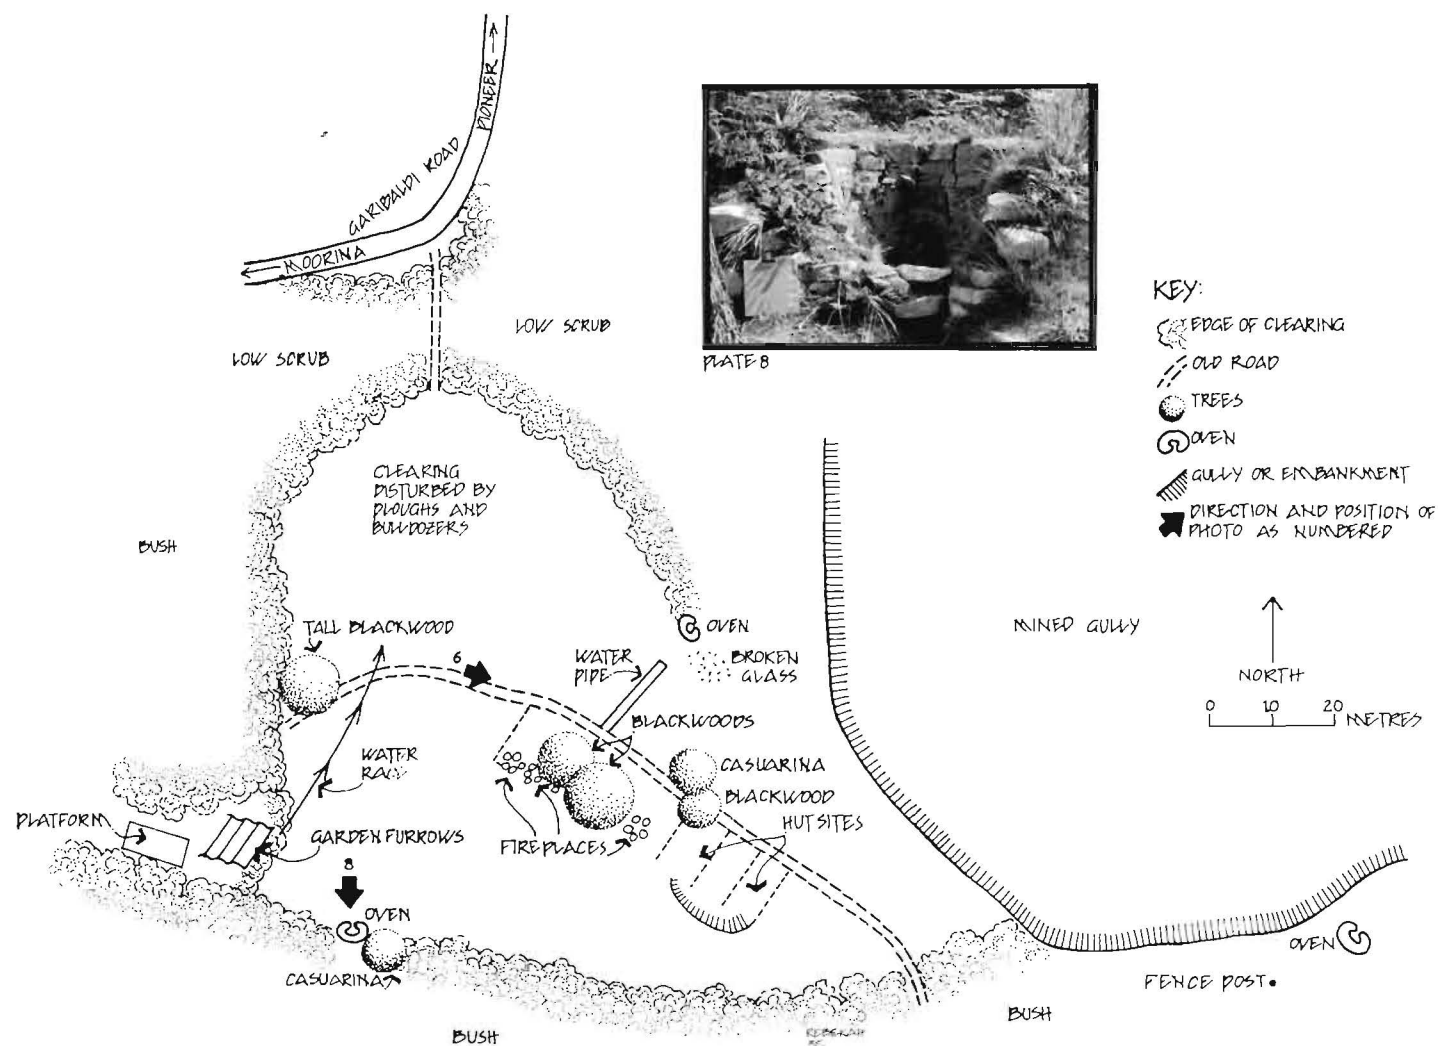 PIONEER
GARIBALDI ROAD
MOORINA
LOW SCRUB
LOW SCRUB
PLATE 8
KEY:
EDGE OF CLEARING
OLD ROAD
TREES
OVEN
GULLY OR EMBANKMENT
DIRECTION AND POSITION OF
PHOTO AS NUMBERED
CLEARING
DISTURBED BY
PLOUGHS AND
BULLDOZERS
BUSH
TALL BLACKWOOD
6
WATER
PIPE
OVEN
BROKEN
GLASS
MINED GULLY
NORTH
0 10 20 METRES
BLACKWOODS
WATER
RACE
CASUARINA
BLACKWOOD
HUT SITES
PLATFORM
GARDEN FURROWS
FIREPLACES
8
OVEN
CASUARINA
OVEN
FENCE POST
BUSH
BUSH
REBEKAH